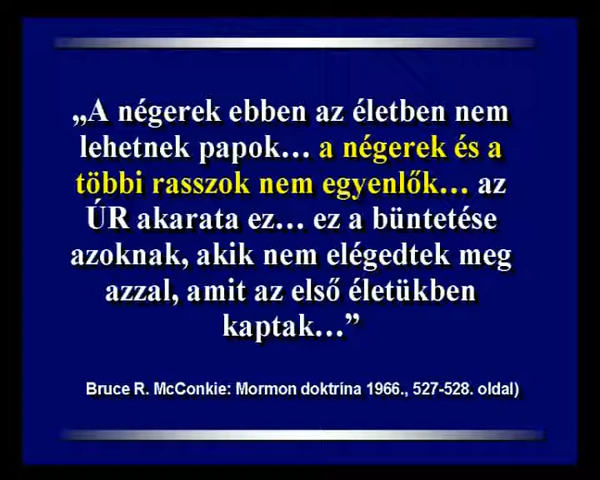 „A négerek ebben az életben nem
lehetnek papok… a négerek és a
többi rasszok nem egyenlők… az
ÚR akarata ez… ez a büntetése
azoknak, akik nem elégedtek meg
azzal, amit az első életükben
kaptak…”
Bruce R. McConkie: Mormon doktrína 1966., 527-528. oldal)